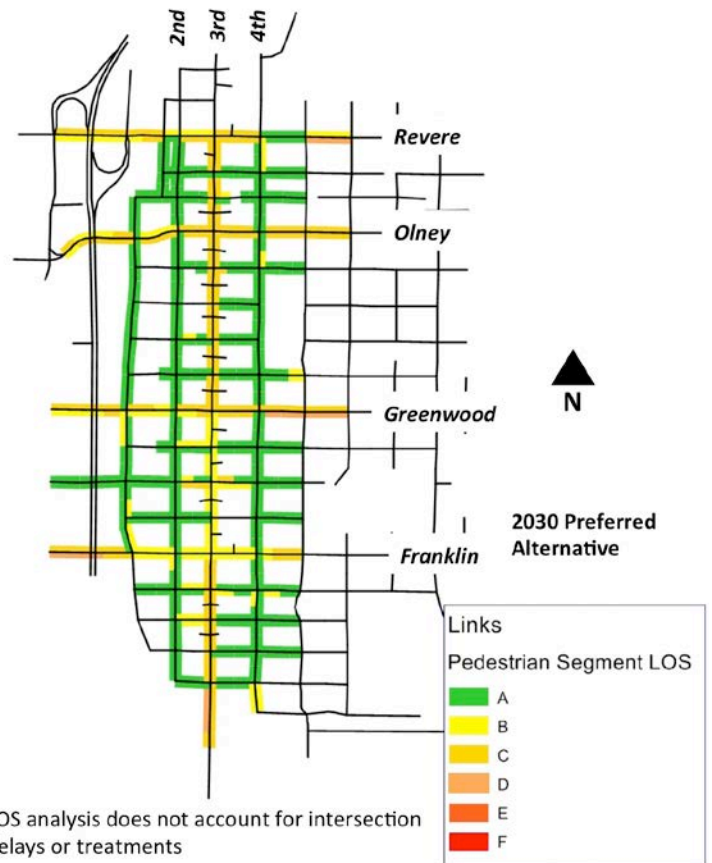 2nd
3rd
4th
Revere
Olney
Greenwood
N
2030 Preferred
Alternative
Franklin
Links
Pedestrian Segment LOS
A
B
C
D
E
F
OS analysis does not account for intersection
elays or treatments